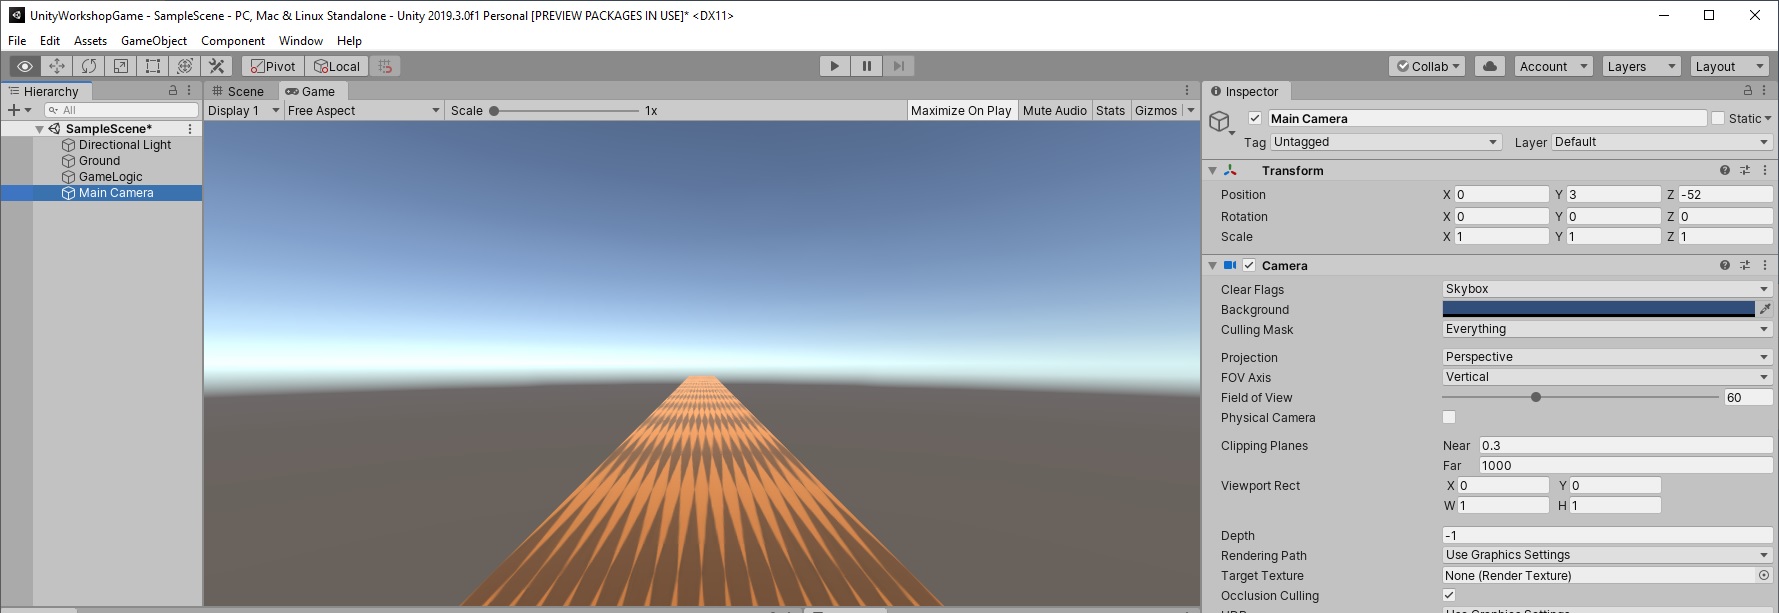 UnityWorkshopGame - SampleScene - PC, Mac & Linux Standalone - Unity 2019.3.0f1 Personal [PREVIEW PACKAGES IN USE]* <DX11>
File Edit Assets GameObject Component Window Help
Pivot Local Collab Account Layers Layout
Hierarchy
All
SampleScene*
Directional Light
Ground
GameLogic
Main Camera
Scene Game
Display 1 Free Aspect Scale 1x Maximize On Play Mute Audio Stats Gizmos
Inspector
Main Camera Static
Tag Untagged Layer Default
Transform
Position X 0 Y 3 Z -52
Rotation X 0 Y 0 Z 0
Scale X 1 Y 1 Z 1
Camera
Clear Flags Skybox
Background
Culling Mask Everything
Projection Perspective
FOV Axis Vertical
Field of View 60
Physical Camera
Clipping Planes Near 0.3
Far 1000
Viewport Rect X 0 Y 0
W 1 H 1
Depth -1
Rendering Path Use Graphics Settings
Target Texture None (Render Texture)
Occlusion Culling